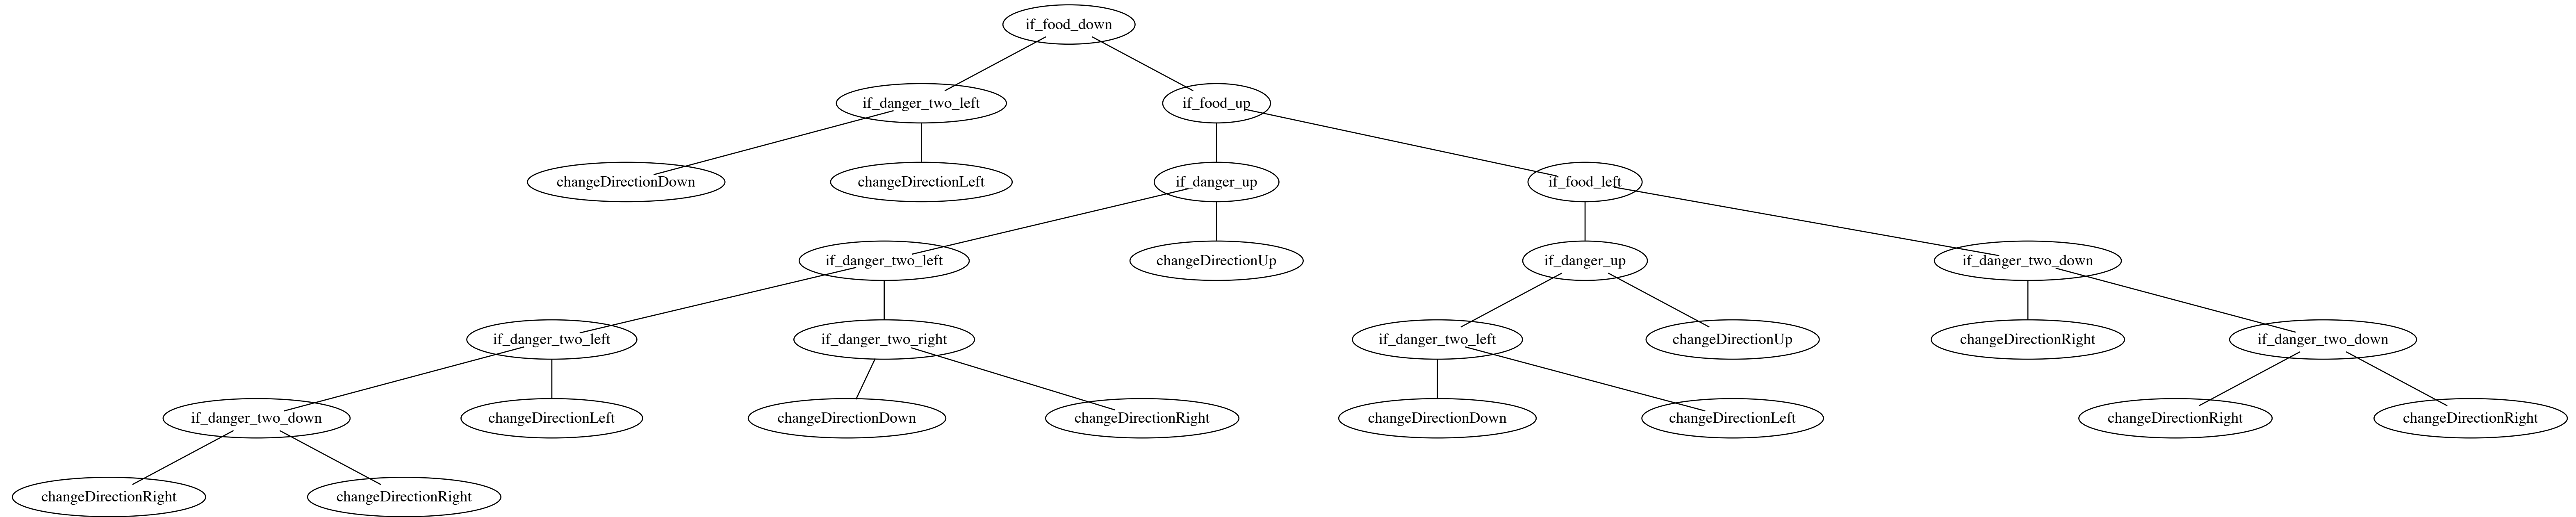 if_food_down
if_danger_two_left
if_food_up
changeDirectionDown
changeDirectionLeft
if_danger_up
if_food_left
if_danger_two_left
changeDirectionUp
if_danger_up
if_danger_two_down
if_danger_two_left
if_danger_two_right
if_danger_two_left
changeDirectionUp
changeDirectionRight
if_danger_two_down
if_danger_two_down
changeDirectionLeft
changeDirectionDown
changeDirectionRight
changeDirectionDown
changeDirectionLeft
changeDirectionRight
changeDirectionRight
changeDirectionRight
changeDirectionRight